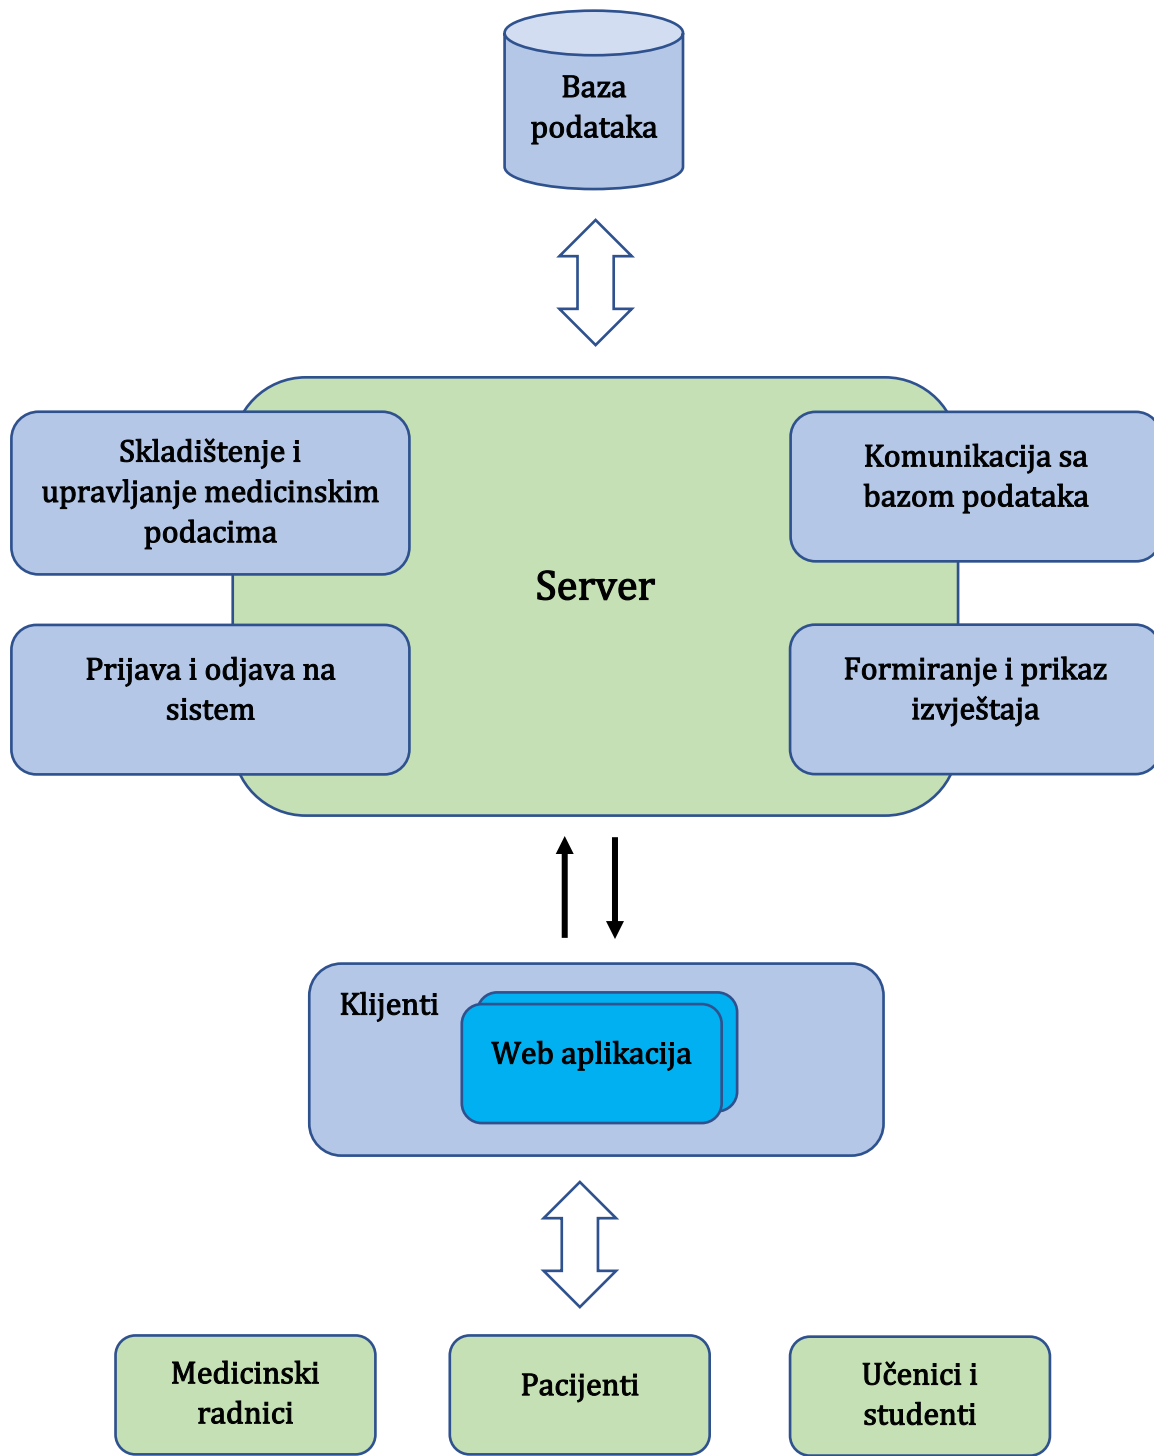 Baza
podataka
Skladištenje i
upravljanje medicinskim
podacima
Komunikacija sa
bazom podataka
Server
Prijava i odjava na
sistem
Formiranje i prikaz
izvještaja
Klijenti
Web aplikacija
Medicinski
radnici
Pacijenti
Učenici i
studenti